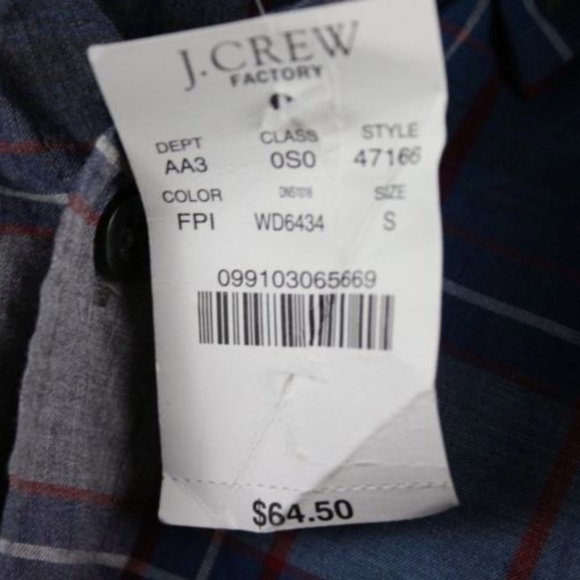 J.CREW
FACTORY
DEPT CLASS STYLE
AA3 0S0 47166
COLOR SIZE
FPI WD6434 S
099103065669
$64.50